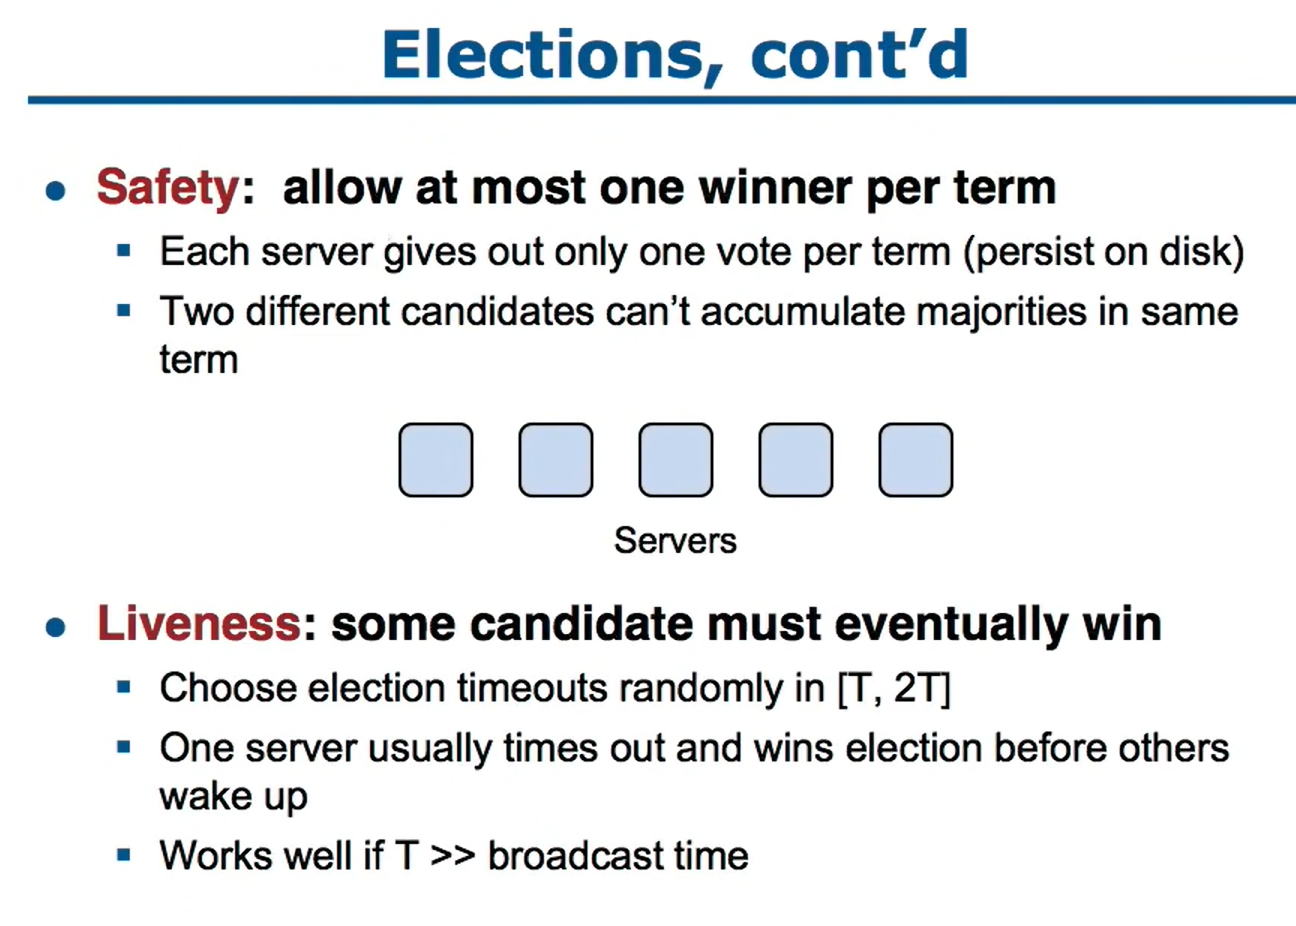 Elections, cont’d
• Safety: allow at most one winner per term
▪ Each server gives out only one vote per term (persist on disk)
▪ Two different candidates can’t accumulate majorities in same
term
Servers
• Liveness: some candidate must eventually win
▪ Choose election timeouts randomly in [T, 2T]
▪ One server usually times out and wins election before others
wake up
▪ Works well if T >> broadcast time